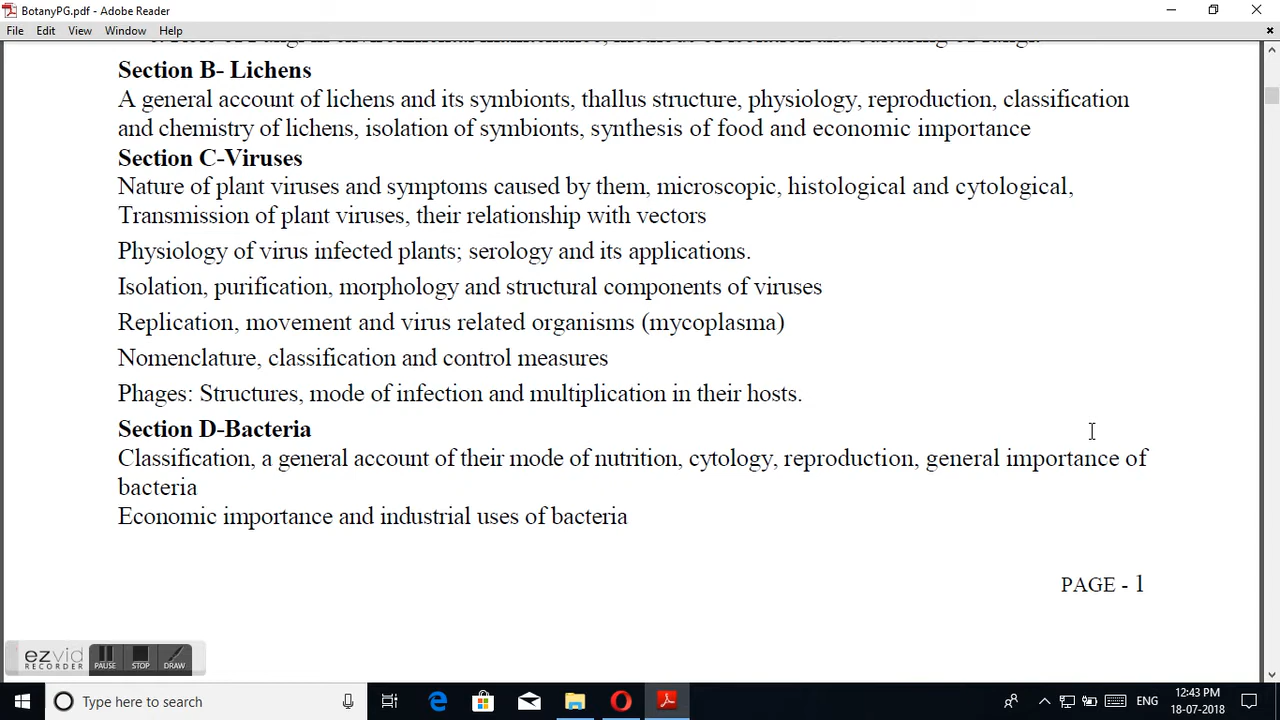 BotanyPG.pdf - Adobe Reader
File Edit View Window Help
Section B- Lichens
A general account of lichens and its symbionts, thallus structure, physiology, reproduction, classification
and chemistry of lichens, isolation of symbionts, synthesis of food and economic importance
Section C-Viruses
Nature of plant viruses and symptoms caused by them, microscopic, histological and cytological,
Transmission of plant viruses, their relationship with vectors
Physiology of virus infected plants; serology and its applications.
Isolation, purification, morphology and structural components of viruses
Replication, movement and virus related organisms (mycoplasma)
Nomenclature, classification and control measures
Phages: Structures, mode of infection and multiplication in their hosts.
Section D-Bacteria
Classification, a general account of their mode of nutrition, cytology, reproduction, general importance of
bacteria
Economic importance and industrial uses of bacteria
PAGE - 1
ezvid
RECORDER
PAUSE STOP DRAW
Type here to search
ENG
12:43 PM
18-07-2018